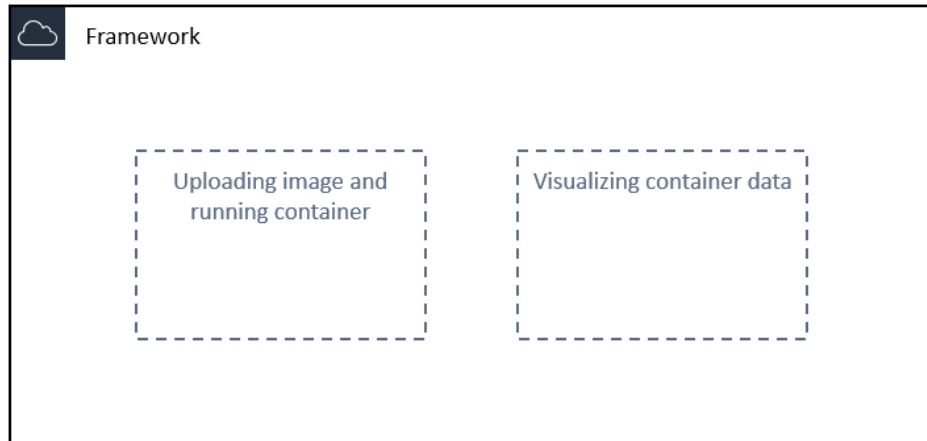 Framework
Uploading image and
running container
Visualizing container data